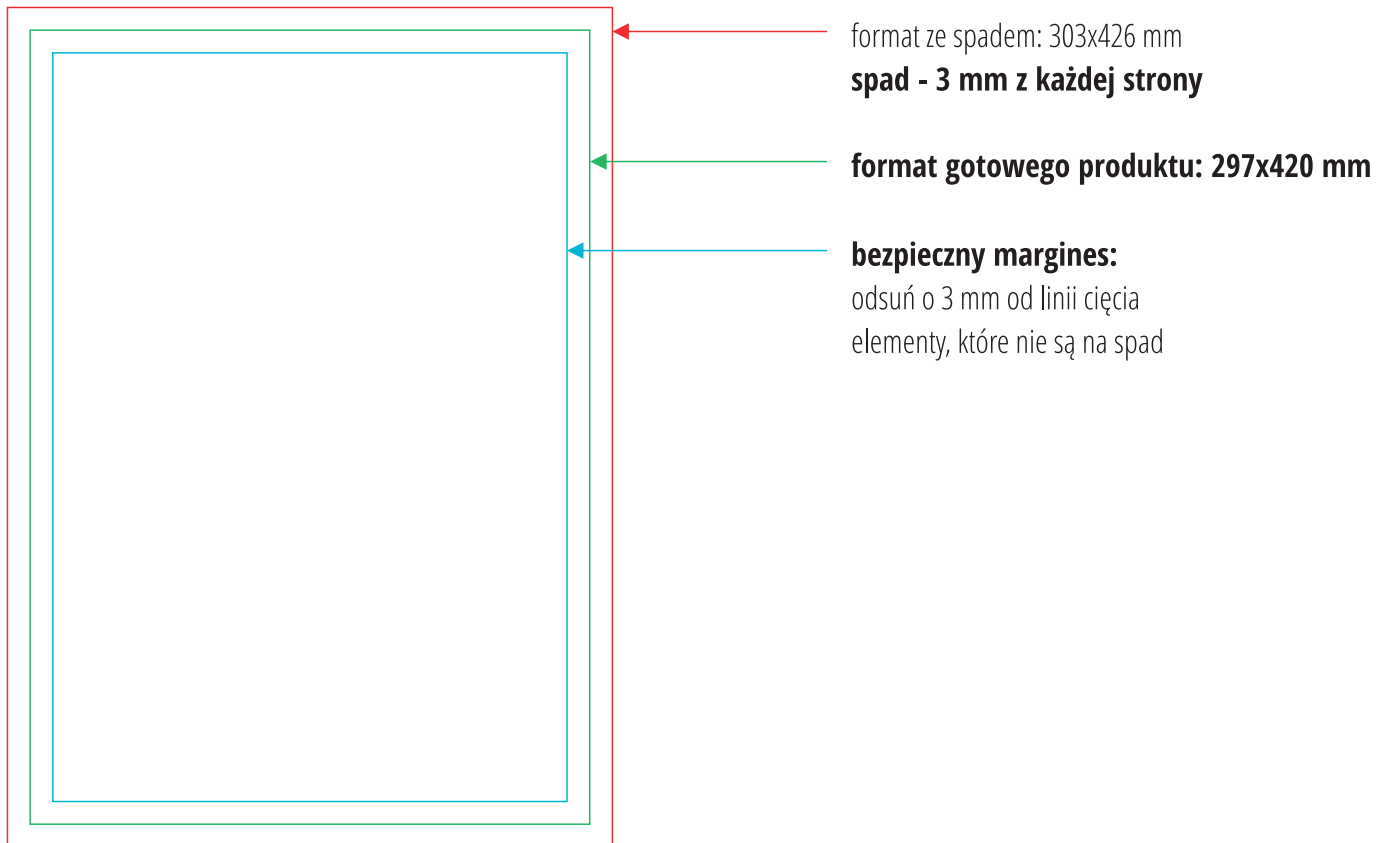 format ze spadem: 303x426 mm
spad - 3 mm z każdej strony
format gotowego produktu: 297x420 mm
bezpieczny margines:
odsuń o 3 mm od linii cięcia
elementy, które nie są na spad